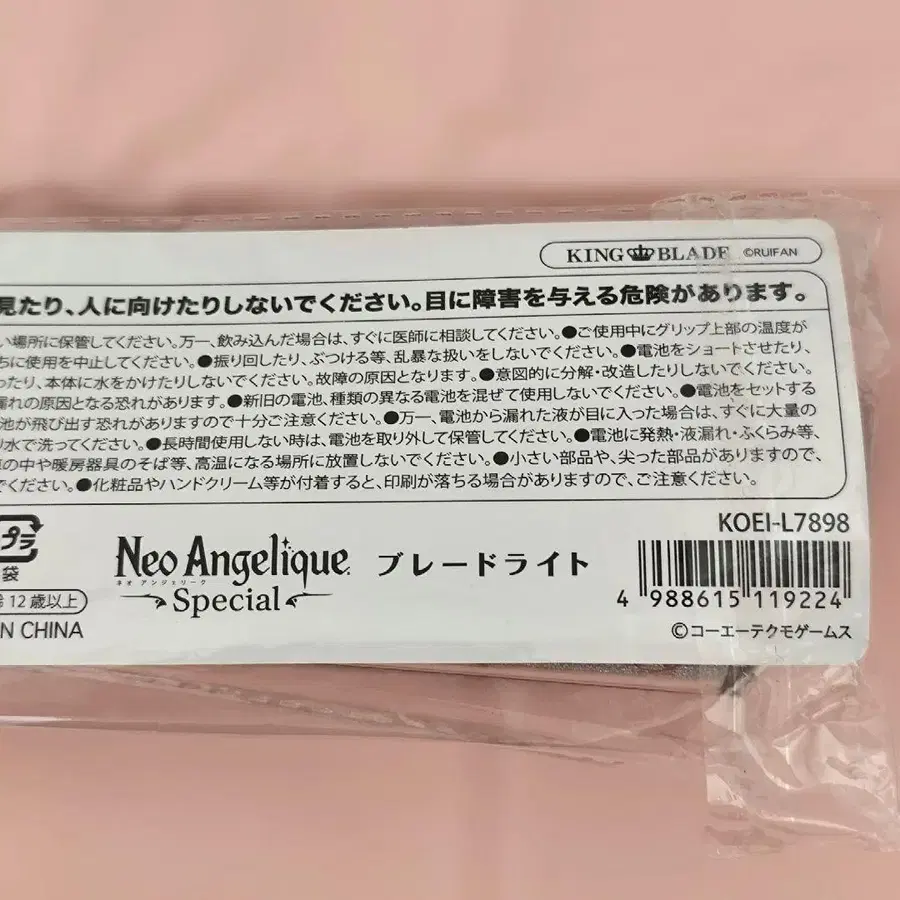 KING BLADE ©RUIFAN
見たり、人に向けたりしないでください。目に障害を与える危険があります。
い場所に保管してください。万一、飲み込んだ場合は、すぐに医師に相談してください。●ご使用中にグリップ上部の温度が
ちに使用を中止してください。●振り回したり、ぶつける等、乱暴な扱いをしないでください。●電池をショートさせたり、
ったり、本体に水をかけたりしないでください。故障の原因となります。●意図的に分解・改造したりしないでください。
漏れの原因となる恐れがあります。●新旧の電池、種類の異なる電池を混ぜて使用しないでください。●電池をセットする
池が飛び出す恐れがありますので十分ご注意ください。●万一、電池から漏れた液が目に入った場合は、すぐに大量の
水で洗ってください。●長時間使用しない時は、電池を取り外して保管してください。●電池に発熱・液漏れ・ふくらみ等、
の中や暖房器具のそば等、高温になる場所に放置しないでください。●小さい部品や、尖った部品がありますので、
でください。●化粧品やハンドクリーム等が付着すると、印刷が落ちる場合がありますので、ご注意ください。
KOEI-L7898
プラ
袋
12歳以上
N CHINA
Neo Angelique
ネオ アンジェリーク
Special
ブレードライト
4 988615 119224
©コーエーテクモゲームス